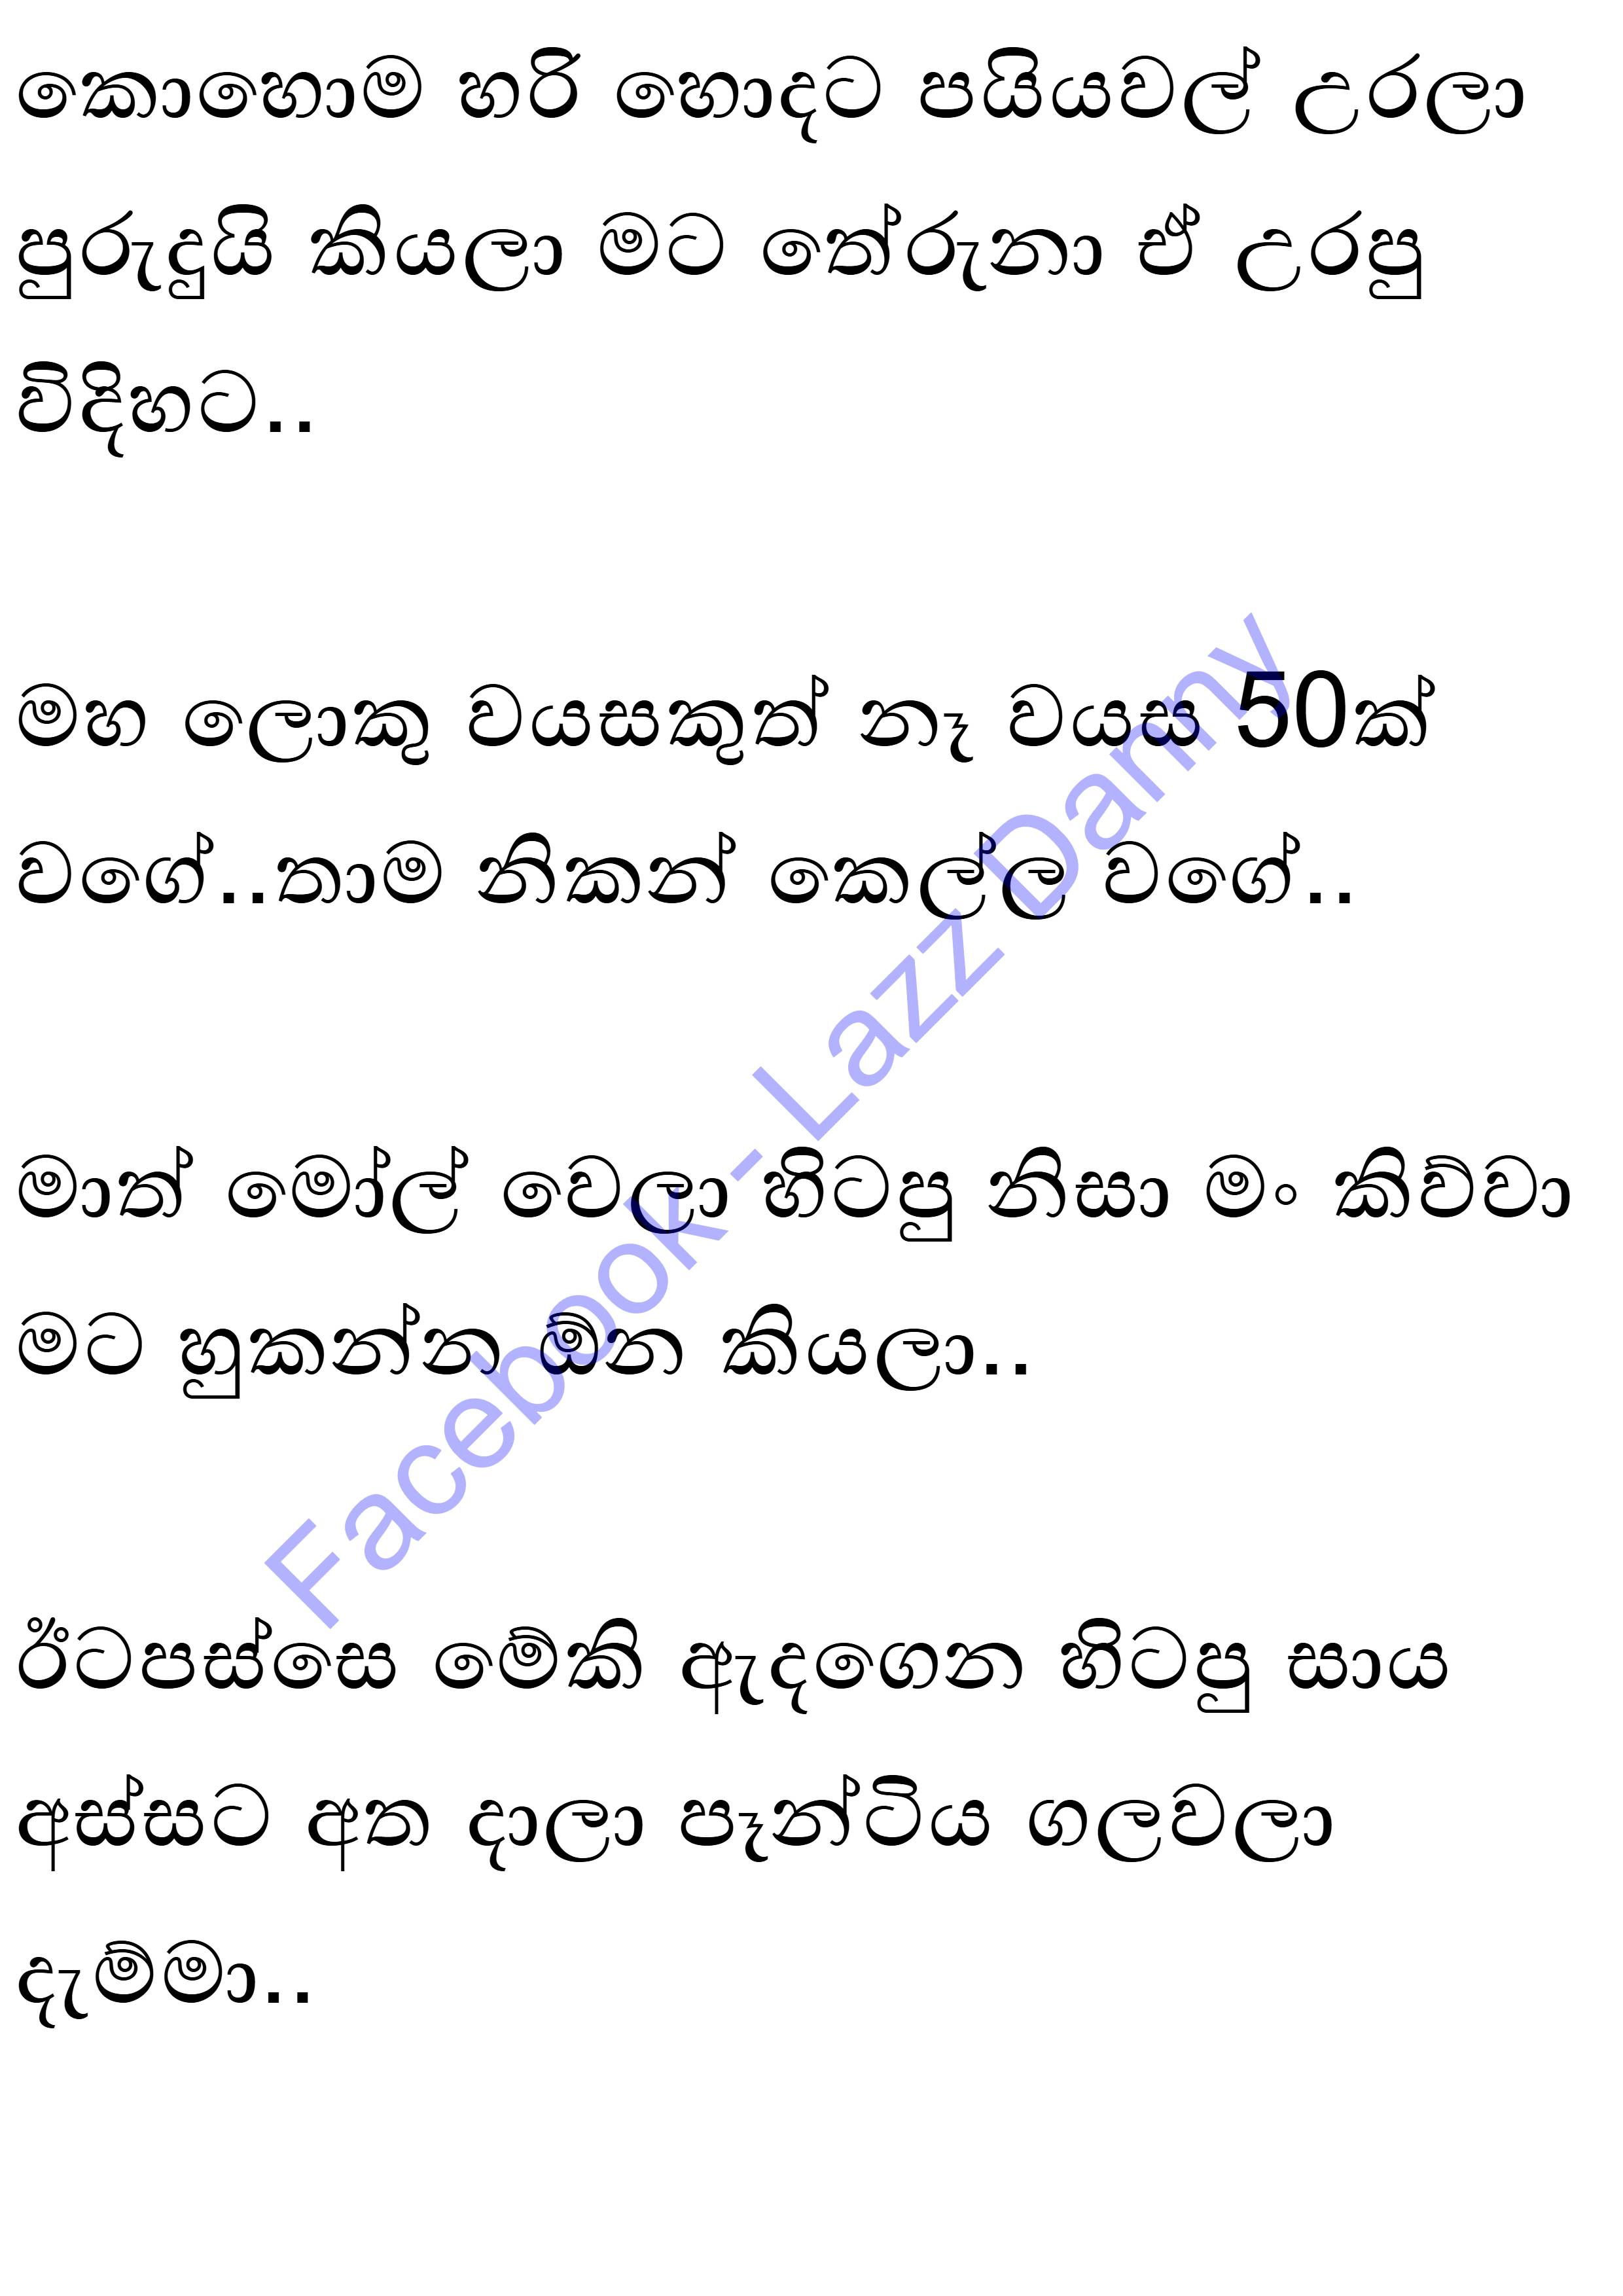 කොහොම හරි හොදට පයියවල් උරලා
පුරුදුයි කියලා මට තේරුනා ඒ උරපු
විදිහට..
මහ ලොකු වයසකුත් නෑ වයස 50ක්
වගේ..තාම නිකන් කෙල්ල වගේ..
මාත් මෝල් වෙලා හිටපු නිසා මං කිව්වා
මට හුකන්න ඕන කියලා..
ඊටපස්සෙ මේකි ඇදගෙන හිටපු සාය
අස්සට අත දාලා පෑන්ටිය ගලවලා
දැම්මා..
Facebook - Lazz Danny